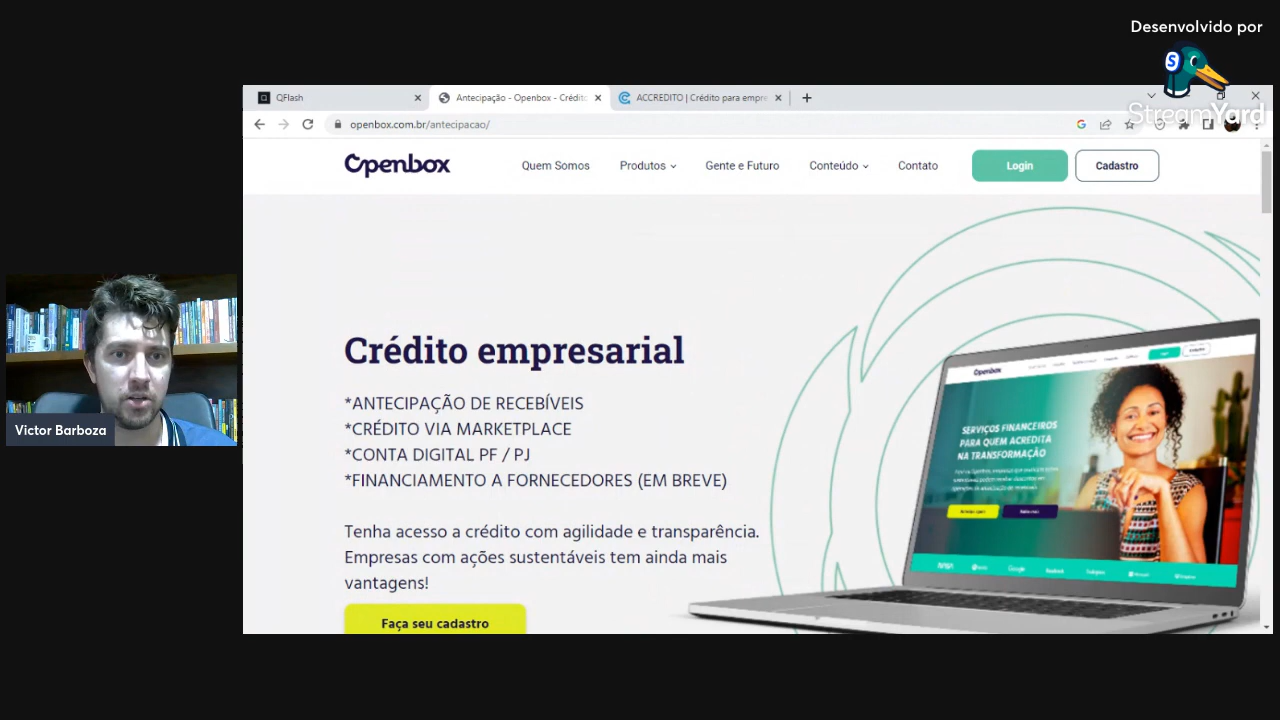 Desenvolvido por
StreamYard
QFlash
Antecipação - Openbox - Crédito
ACCREDITO | Crédito para empre
openbox.com.br/antecipacao/
Openbox
Quem Somos
Produtos
Gente e Futuro
Conteúdo
Contato
Login
Cadastro
Crédito empresarial
*ANTECIPAÇÃO DE RECEBÍVEIS
*CRÉDITO VIA MARKETPLACE
*CONTA DIGITAL PF / PJ
*FINANCIAMENTO A FORNECEDORES (EM BREVE)
Tenha acesso a crédito com agilidade e transparência.
Empresas com ações sustentáveis tem ainda mais
vantagens!
Faça seu cadastro
Openbox
SERVIÇOS FINANCEIROS
PARA QUEM ACREDITA
NA TRANSFORMAÇÃO
Google
Victor Barboza